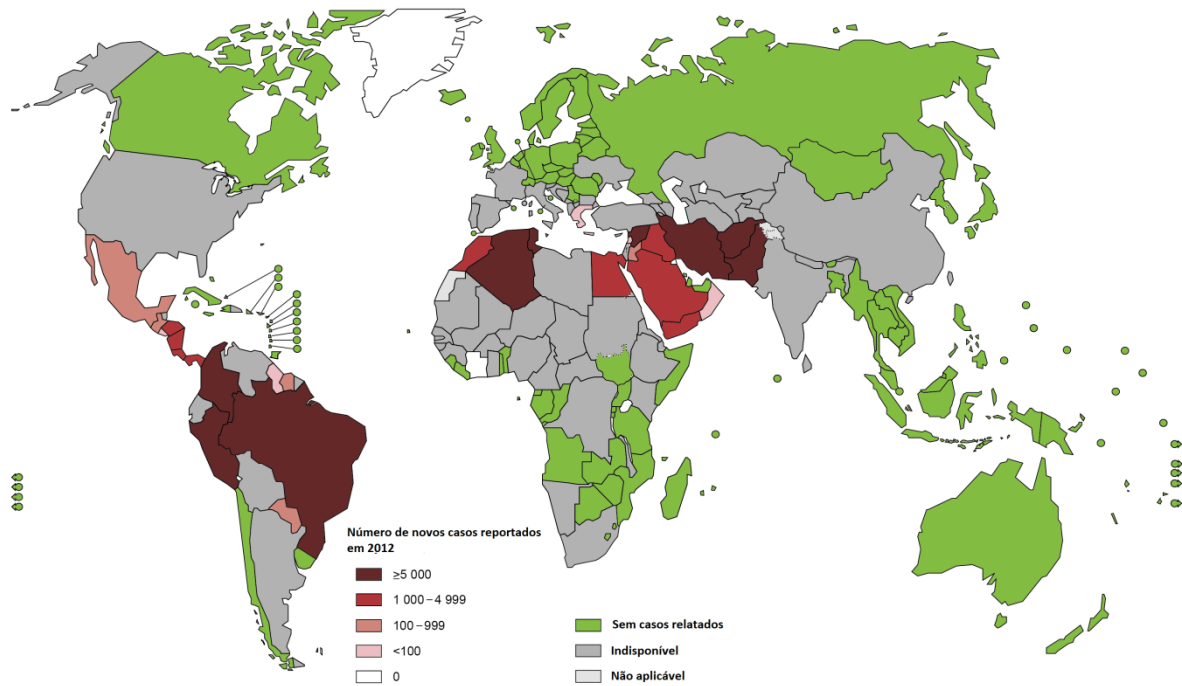 Número de novos casos reportados
em 2012
≥5 000
1 000–4 999
100–999
<100
0
Sem casos relatados
Indisponível
Não aplicável